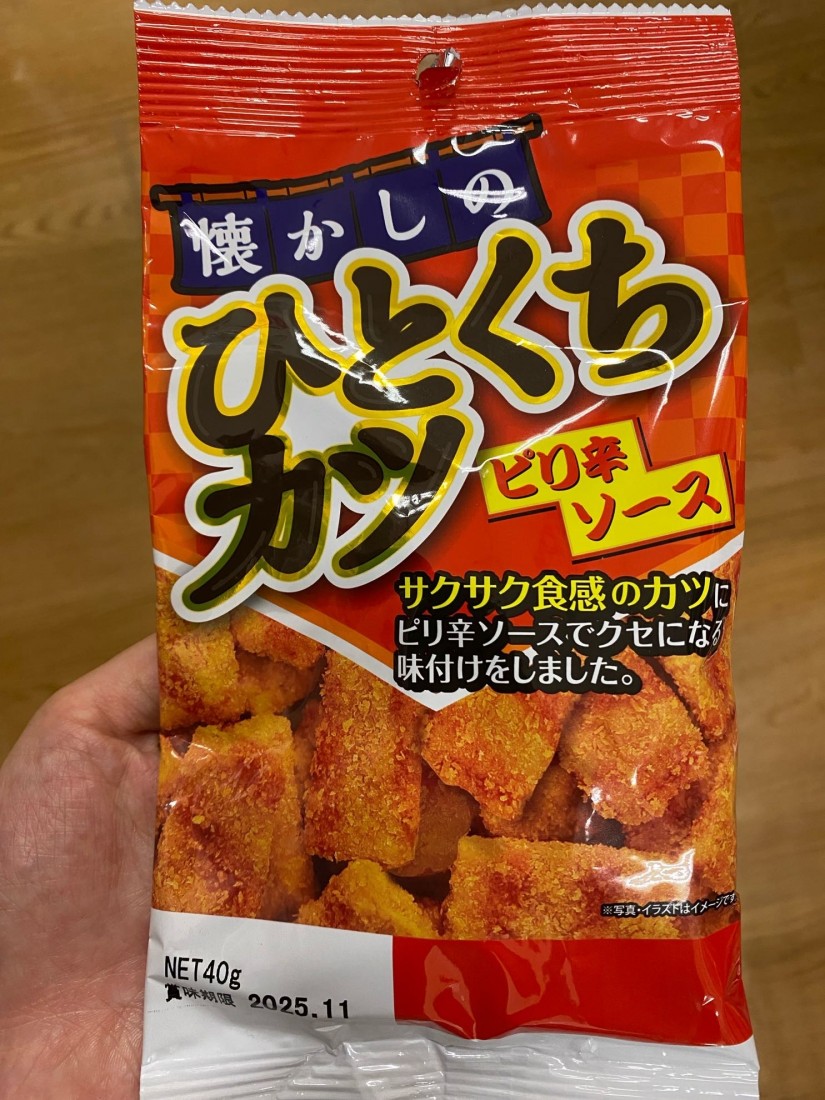 懐かしの
ひとくち
カツ
ピリ辛
ソース
サクサク食感のカツに
ピリ辛ソースでクセになる
味付けをしました。
※写真・イラストはイメージです
NET40g
賞味期限 2025.11